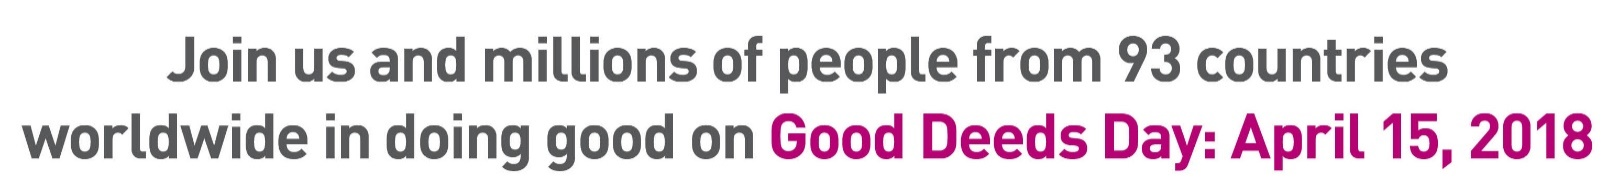 Join us and millions of people from 93 countries
worldwide in doing good on Good Deeds Day: April 15, 2018